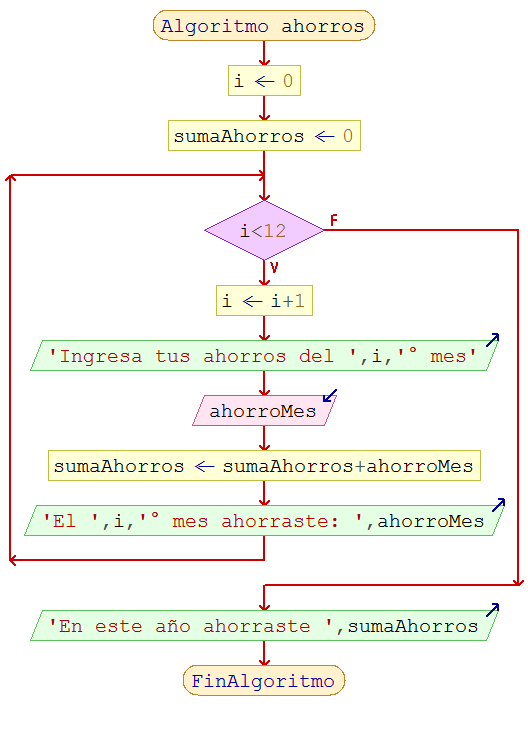 Algoritmo ahorros
i ← 0
sumaAhorros ← 0
i<12
F
V
i ← i+1
'Ingresa tus ahorros del ',i,'° mes'
ahorroMes
sumaAhorros ← sumaAhorros+ahorroMes
'El ',i,'° mes ahorraste: ',ahorroMes
'En este año ahorraste ',sumaAhorros
FinAlgoritmo